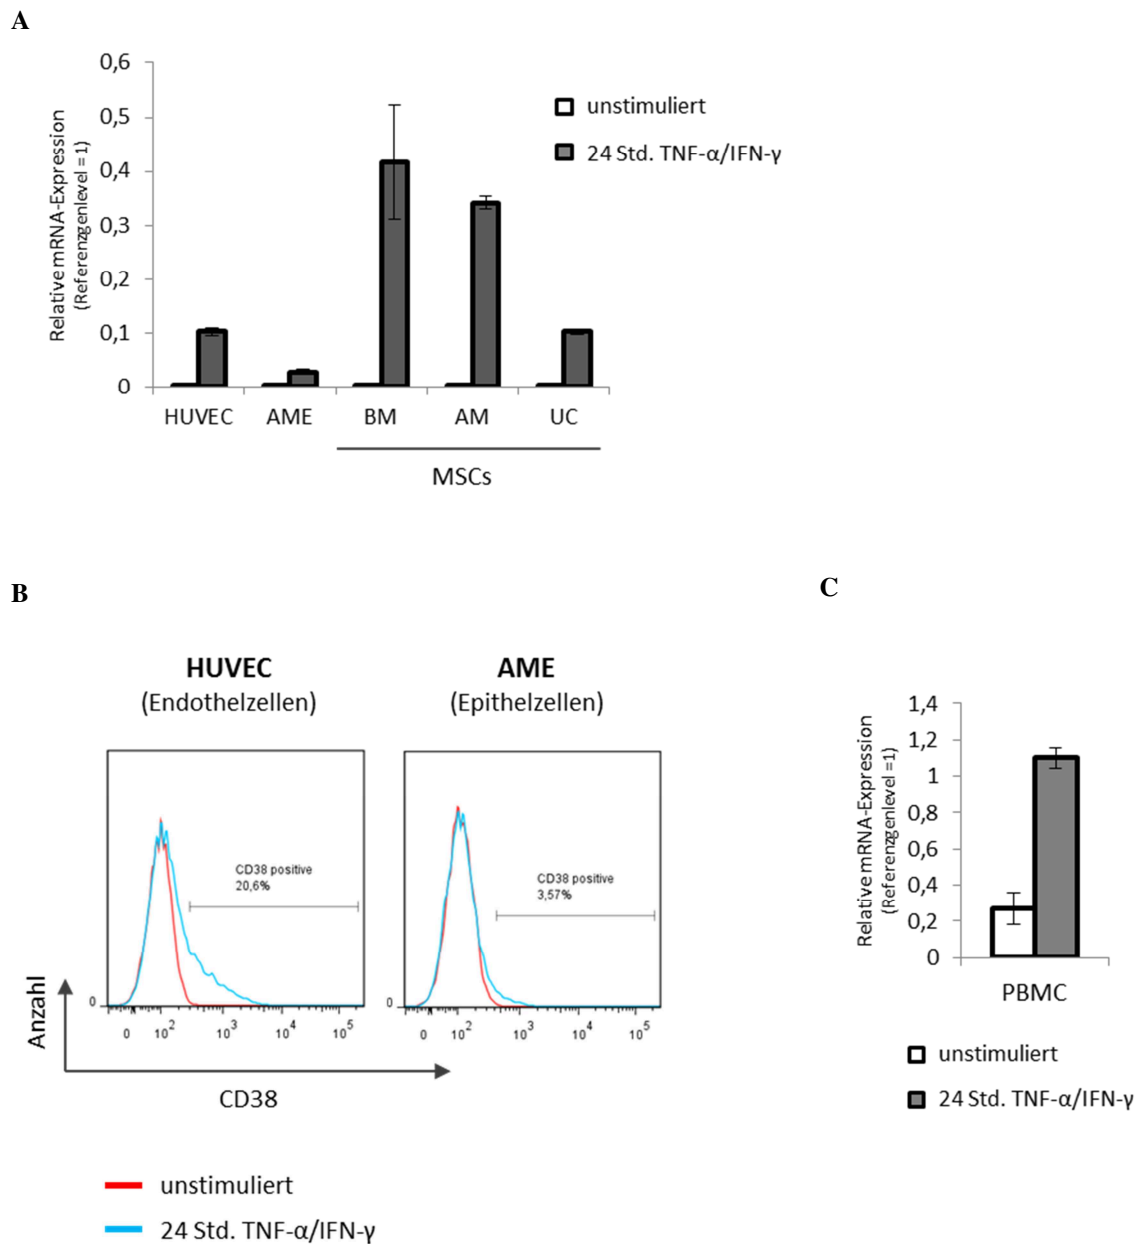 A
Relative mRNA-Expression
(Referenzgenlevel = 1)
0,6
0,5
0,4
0,3
0,2
0,1
0
unstimuliert
24 Std. TNF-α/IFN-γ
HUVEC
AME
BM
AM
UC
MSCs
B
HUVEC
(Endothelzellen)
CD38 positive
20,6%
0
0
10²
10³
10⁴
10⁵
AME
(Epithelzellen)
CD38 positive
3,57%
0
0
10²
10³
10⁴
10⁵
Anzahl
CD38
unstimuliert
24 Std. TNF-α/IFN-γ
C
Relative mRNA-Expression
(Referenzgenlevel =1)
1,4
1,2
1
0,8
0,6
0,4
0,2
0
PBMC
unstimuliert
24 Std. TNF-α/IFN-γ